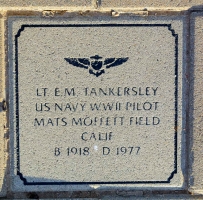 LT. E.M. TANKERSLEY
US NAVY WWII PILOT
MATS MOFFETT FIELD
CALIF
B 1918 - D 1977